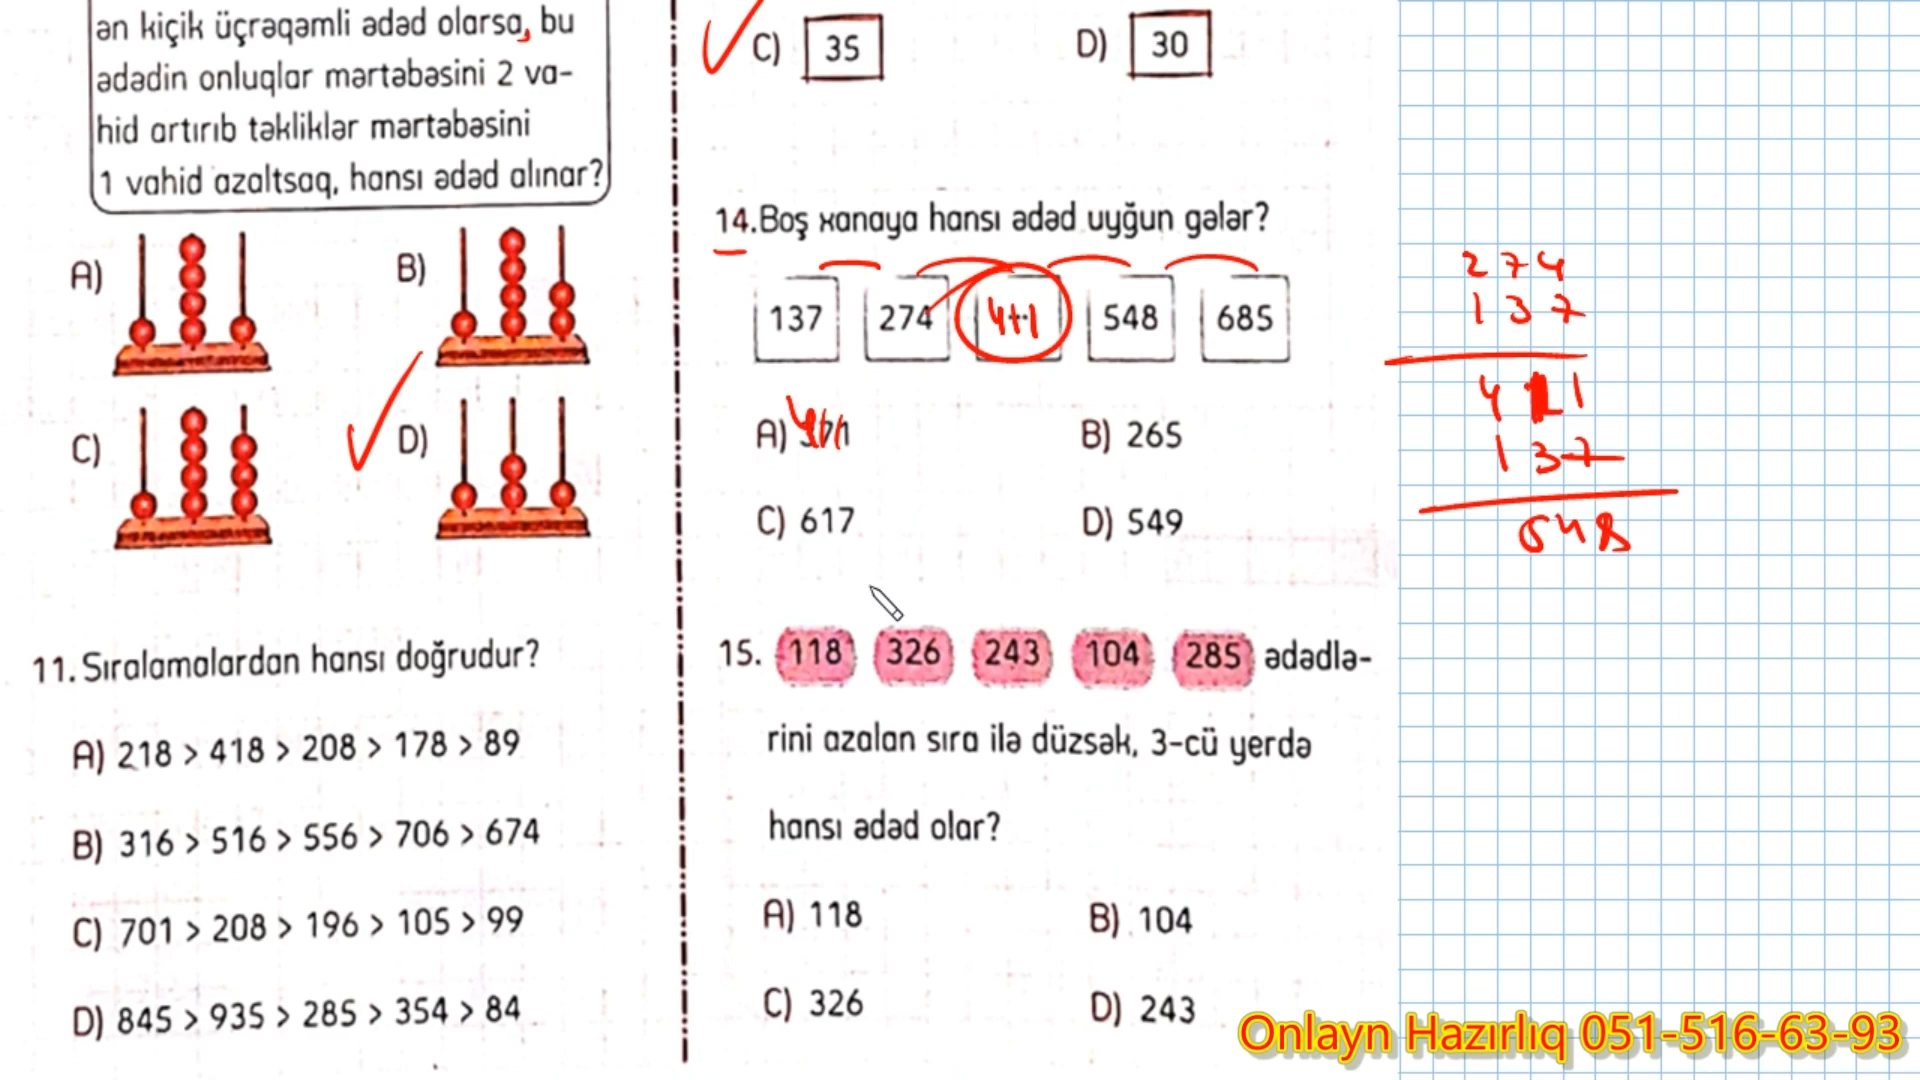 ən kiçik üçrəqəmli ədəd olarsa, bu
ədədin onluqlar mərtəbəsini 2 va-
hid artırıb təkliklər mərtəbəsini
1 vahid azaltsaq, hansı ədəd alınar?
A)
B)
C)
D)
11. Sıralamalardan hansı doğrudur?
A) 218 > 418 > 208 > 178 > 89
B) 316 > 516 > 556 > 706 > 674
C) 701 > 208 > 196 > 105 > 99
D) 845 > 935 > 285 > 354 > 84
C) 35
D) 30
14. Boş xanaya hansı ədəd uyğun gələr?
137 274 411 548 685
A) 411
B) 265
C) 617
D) 549
15. 118 326 243 104 285 ədədlə-
rini azalan sıra ilə düzsək, 3-cü yerdə
hansı ədəd olar?
A) 118
B) 104
C) 326
D) 243
274
137
411
137
548
Onlayn Hazırlıq 051-516-63-93